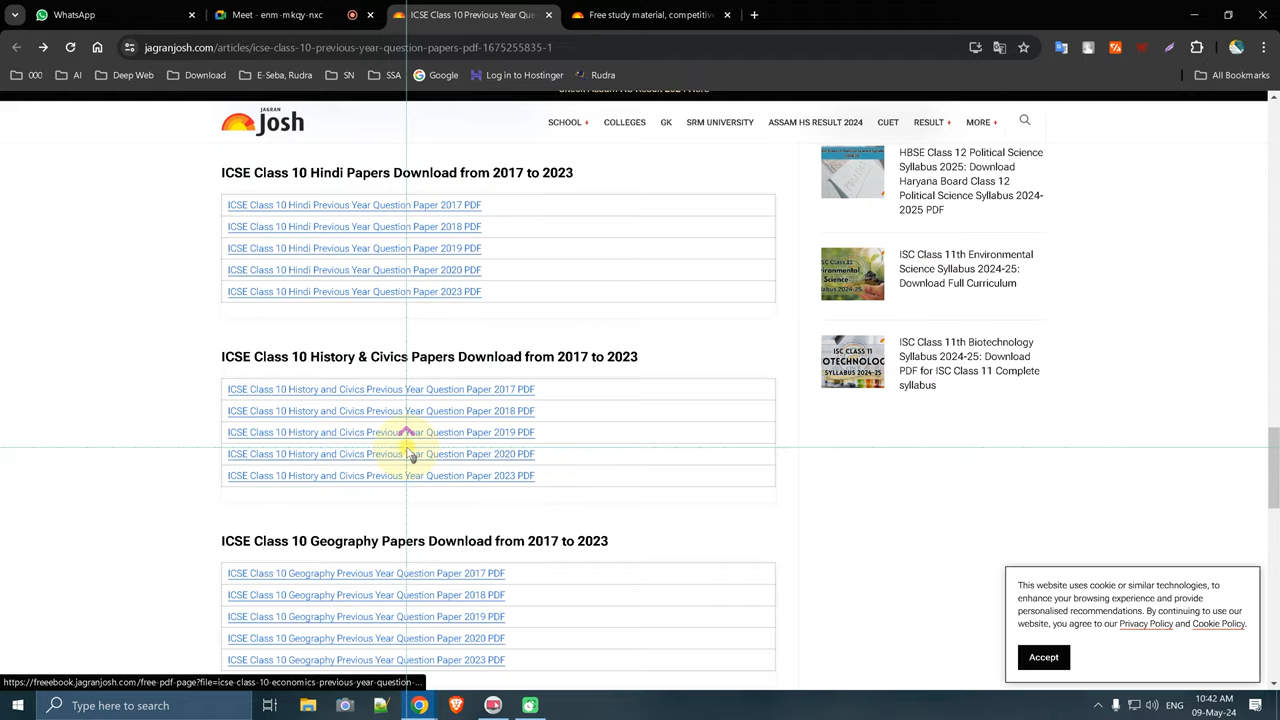 (1) WhatsApp
ESD - Menu - mkqv
ICSE Class 10 Previous Year Qu
Free study material, competitive
jagranjosh.com/articles/icse-class-10-previous-year-question-papers-pdf-1675255835-1
000
AI
Deep Web
Download
E-Seba, Rudra
SN
SSA
Google
Log in to Hostinger
Rudra
All Bookmarks
JAGRAN
josh
SCHOOL +
COLLEGES
GK
SRM UNIVERSITY
ASSAM HS RESULT 2024
CUET
RESULT +
MORE +
ICSE Class 10 Hindi Papers Download from 2017 to 2023
ICSE Class 10 Hindi Previous Year Question Paper 2017 PDF
ICSE Class 10 Hindi Previous Year Question Paper 2018 PDF
ICSE Class 10 Hindi Previous Year Question Paper 2019 PDF
ICSE Class 10 Hindi Previous Year Question Paper 2020 PDF
ICSE Class 10 Hindi Previous Year Question Paper 2023 PDF
ICSE Class 10 History & Civics Papers Download from 2017 to 2023
ICSE Class 10 History and Civics Previous Year Question Paper 2017 PDF
ICSE Class 10 History and Civics Previous Year Question Paper 2018 PDF
ICSE Class 10 History and Civics Previous Year Question Paper 2019 PDF
ICSE Class 10 History and Civics Previous Year Question Paper 2020 PDF
ICSE Class 10 History and Civics Previous Year Question Paper 2023 PDF
ICSE Class 10 Geography Papers Download from 2017 to 2023
ICSE Class 10 Geography Previous Year Question Paper 2017 PDF
ICSE Class 10 Geography Previous Year Question Paper 2018 PDF
ICSE Class 10 Geography Previous Year Question Paper 2019 PDF
ICSE Class 10 Geography Previous Year Question Paper 2020 PDF
ICSE Class 10 Geography Previous Year Question Paper 2023 PDF
HBSE Class 12 Political Science
Syllabus 2025: Download
Haryana Board Class 12
Political Science Syllabus 2024-
2025 PDF
ISC Class 11th Environmental
Science Syllabus 2024-25:
Download Full Curriculum
ISC CLASS 11
SYLLABUS 2024-25
ISC Class 11th Biotechnology
Syllabus 2024-25: Download
PDF for ISC Class 11 Complete
syllabus
This website uses cookie or similar technologies, to
enhance your browsing experience and provide
personalised recommendations. By continuing to use our
website, you agree to our Privacy Policy and Cookie Policy.
Accept
https://freeebook.jagranjosh.com/free-pdf-page?file=icse-class-10-economics-previous-year-question-...
Type here to search
ENG
10:42 AM
09-May-24